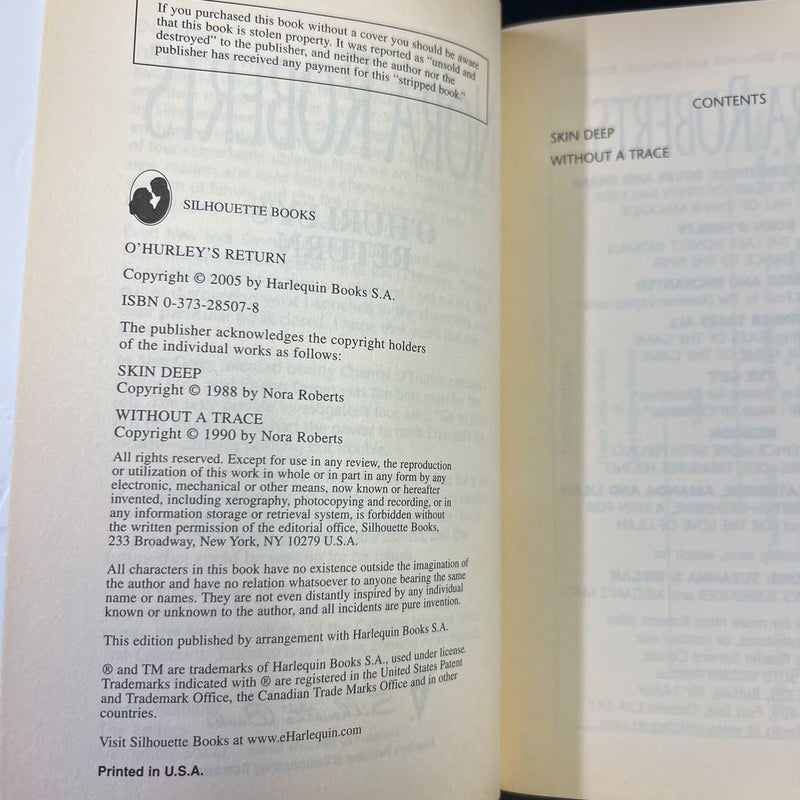 If you purchased this book without a cover you should be aware
that this book is stolen property. It was reported as "unsold and
destroyed" to the publisher, and neither the author nor the
publisher has received any payment for this "stripped book."
SILHOUETTE BOOKS
O'HURLEY'S RETURN
Copyright © 2005 by Harlequin Books S.A.
ISBN 0-373-28507-8
The publisher acknowledges the copyright holders
of the individual works as follows:
SKIN DEEP
Copyright © 1988 by Nora Roberts
WITHOUT A TRACE
Copyright © 1990 by Nora Roberts
All rights reserved. Except for use in any review, the reproduction
or utilization of this work in whole or in part in any form by any
electronic, mechanical or other means, now known or hereafter
invented, including xerography, photocopying and recording, or in
any information storage or retrieval system, is forbidden without
the written permission of the editorial office, Silhouette Books,
233 Broadway, New York, NY 10279 U.S.A.
All characters in this book have no existence outside the imagination of
the author and have no relation whatsoever to anyone bearing the same
name or names. They are not even distantly inspired by any individual
known or unknown to the author, and all incidents are pure invention.
This edition published by arrangement with Harlequin Books S.A.
® and TM are trademarks of Harlequin Books S.A., used under license.
Trademarks indicated with ® are registered in the United States Patent
and Trademark Office, the Canadian Trade Marks Office and in other
countries.
Visit Silhouette Books at www.eHarlequin.com
Printed in U.S.A.
CONTENTS
SKIN DEEP
WITHOUT A TRACE